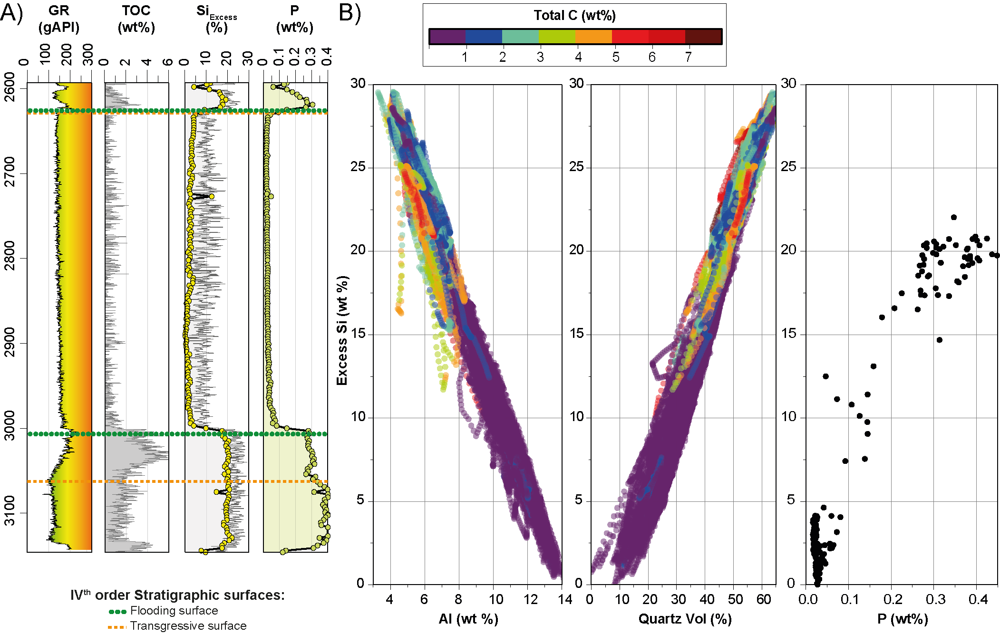 A)
GR
(gAPI)
TOC
(wt%)
SiExcess
(%)
P
(wt%)
0 100 200 300
0 2 4 6
0 10 20 30
0 0.1 0.2 0.3 0.4
2600
2700
2800
2900
3000
3100
IVth order Stratigraphic surfaces:
Flooding surface
Transgressive surface
B)
Total C (wt%)
1 2 3 4 5 6 7
Excess Si (wt %)
30
25
20
15
10
5
0
4 6 8 10 12 14
Al (wt %)
30
25
20
15
10
5
0
0 10 20 30 40 50 60
Quartz Vol (%)
30
25
20
15
10
5
0
0.0 0.1 0.2 0.3 0.4
P (wt%)